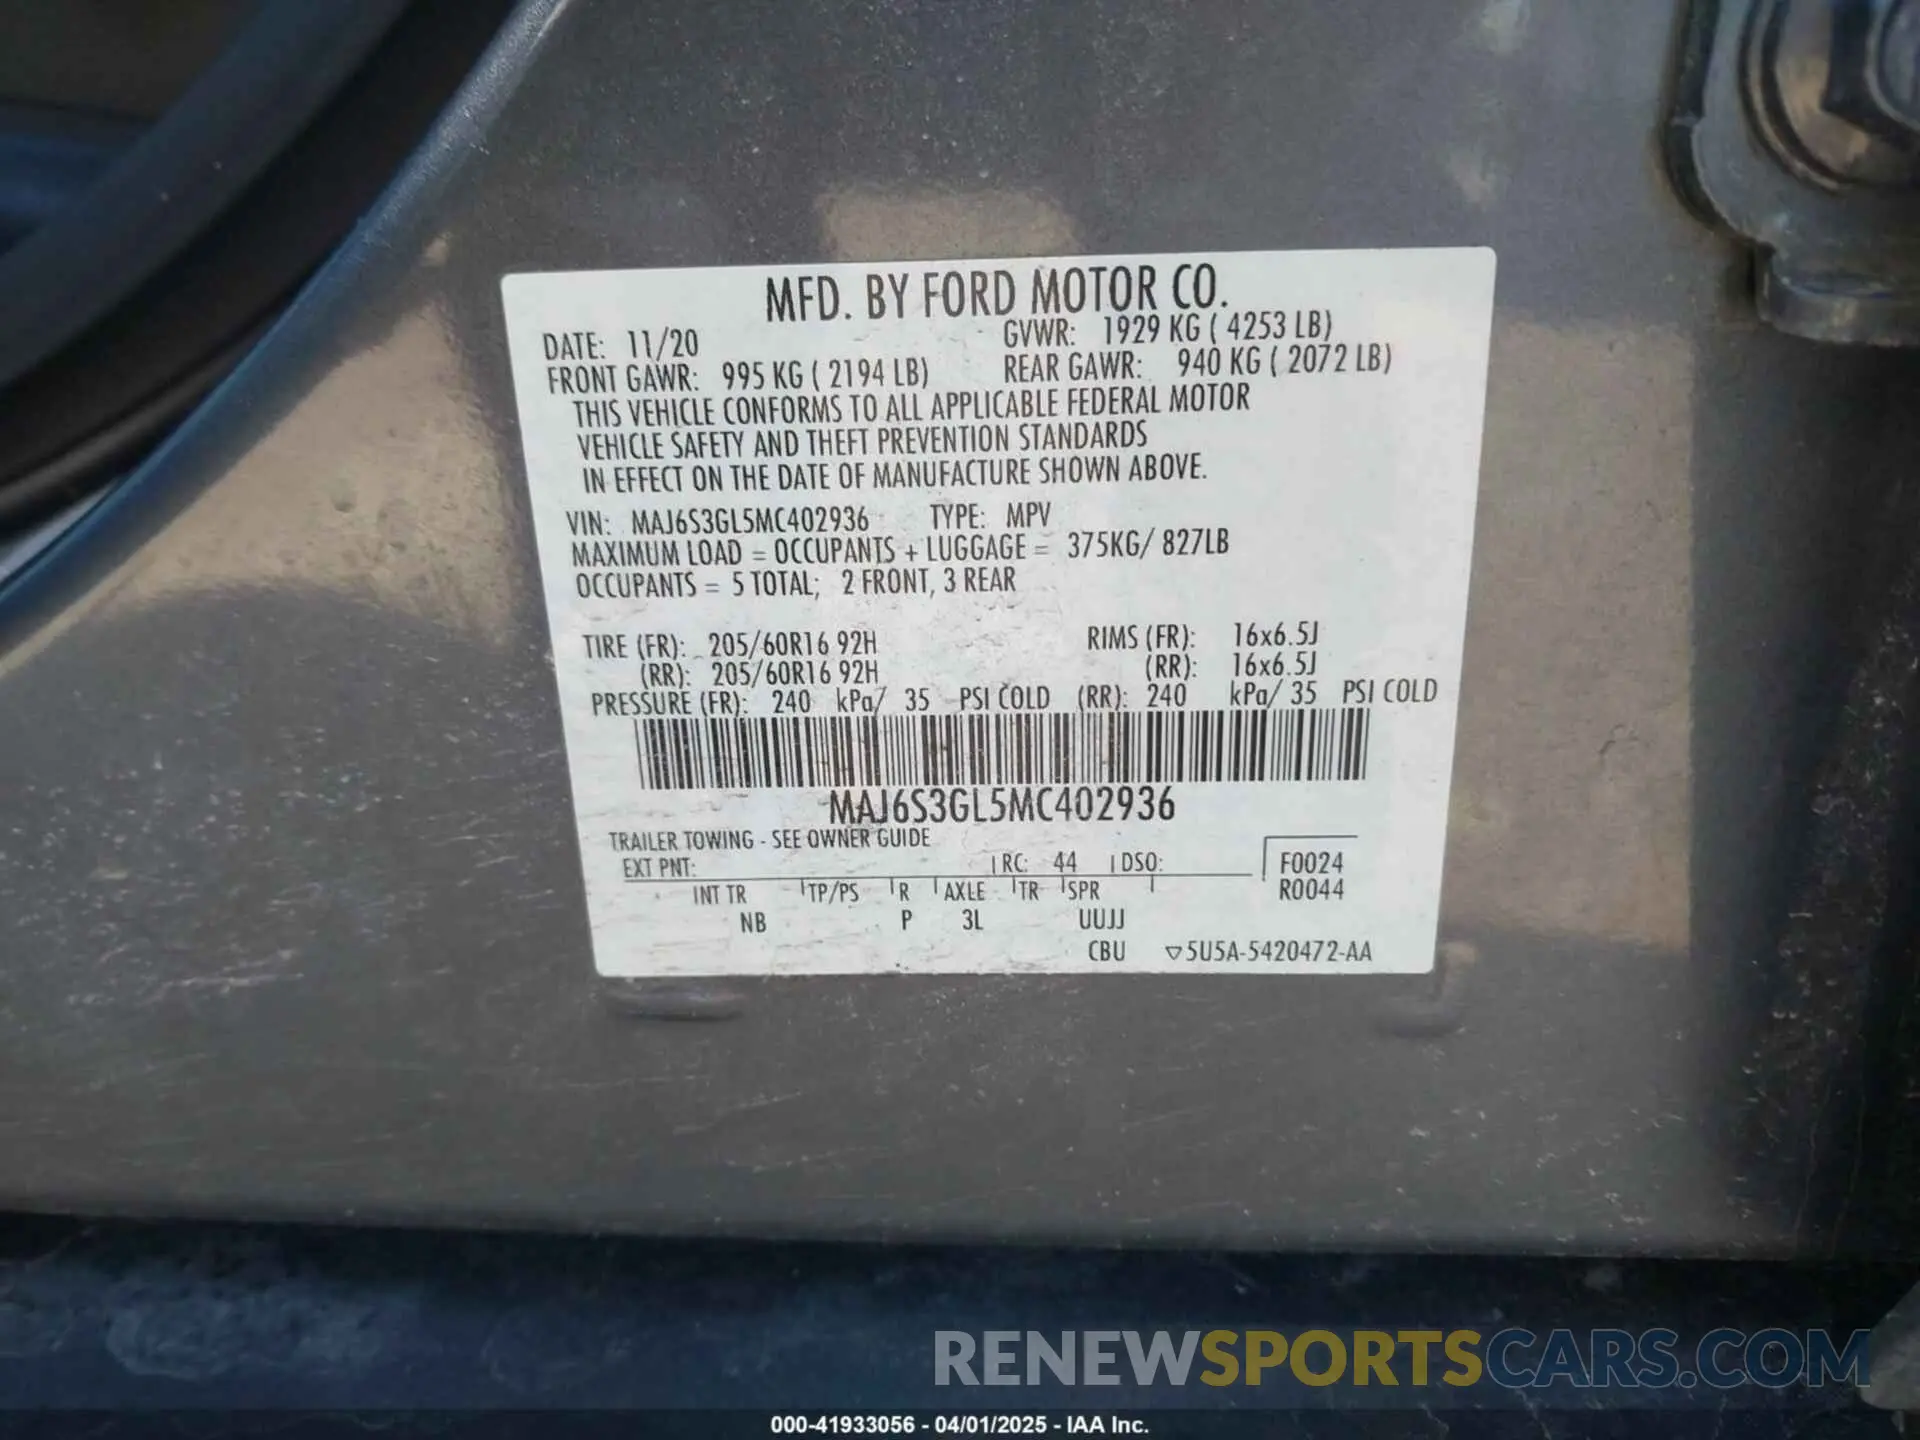 MFD. BY FORD MOTOR CO.
DATE: 11/20 GVWR: 1929 KG ( 4253 LB)
FRONT GAWR: 995 KG ( 2194 LB) REAR GAWR: 940 KG ( 2072 LB)
THIS VEHICLE CONFORMS TO ALL APPLICABLE FEDERAL MOTOR
VEHICLE SAFETY AND THEFT PREVENTION STANDARDS
IN EFFECT ON THE DATE OF MANUFACTURE SHOWN ABOVE.
VIN: MAJ6S3GL5MC402936 TYPE: MPV
MAXIMUM LOAD = OCCUPANTS + LUGGAGE = 375KG/ 827LB
OCCUPANTS = 5 TOTAL; 2 FRONT, 3 REAR
TIRE (FR): 205/60R16 92H RIMS (FR): 16x6.5J
(RR): 205/60R16 92H (RR): 16x6.5J
PRESSURE (FR): 240 kPa/ 35 PSI COLD (RR): 240 kPa/ 35 PSI COLD
MAJ6S3GL5MC402936
TRAILER TOWING - SEE OWNER GUIDE
EXT PNT: RC: 44 DSO: F0024
INT TR TP/PS R AXLE TR SPR R0044
NB P 3L UUJJ
CBU ▽5U5A-5420472-AA
RENEWSPORTSCARS.COM
000-41933056 - 04/01/2025 - IAA Inc.